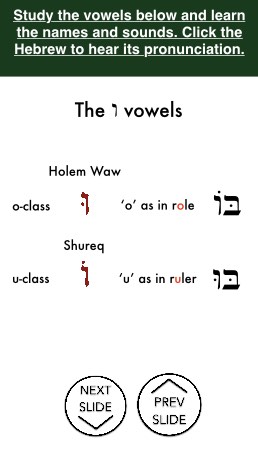 Study the vowels below and learn
the names and sounds. Click the
Hebrew to hear its pronunciation.
The ו vowels
Holem Waw
o-class וּ ‘o’ as in role בּוֹ
Shureq
u-class וֹ ‘u’ as in ruler בּוּ
NEXT
SLIDE
PREV
SLIDE